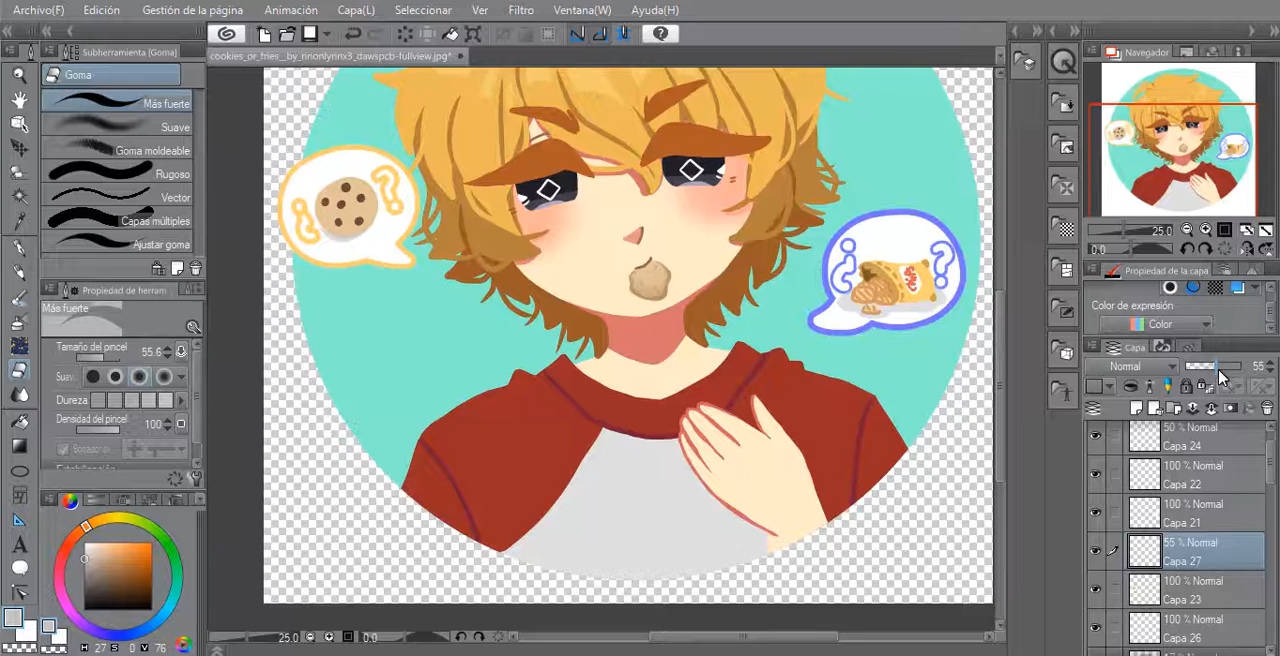 Archivo(F) Edición Gestión de la página Animación Capa(L) Seleccionar Ver Filtro Ventana(W) Ayuda(H)
cookies_or_fries__by_rinonlyrinx3_dawspcb-fullview.jpg*
Subherramienta (Goma)
Goma
Más fuerte
Suave
Goma moldeable
Rugoso
Vector
Capas múltiples
Ajustar goma
Propiedad de herram
Más fuerte
Tamaño del pincel 55.6
Suav
Dureza
Densidad del pincel 100
H 27 S 0 V 76
25.0 0.0
Navegador
25.0
0.0
Propiedad de la capa
Color de expresión
Color
Capa
Normal 55
50 % Normal
Capa 24
100 % Normal
Capa 22
100 % Normal
Capa 21
55 % Normal
Capa 27
100 % Normal
Capa 23
100 % Normal
Capa 26
¿?
¿?